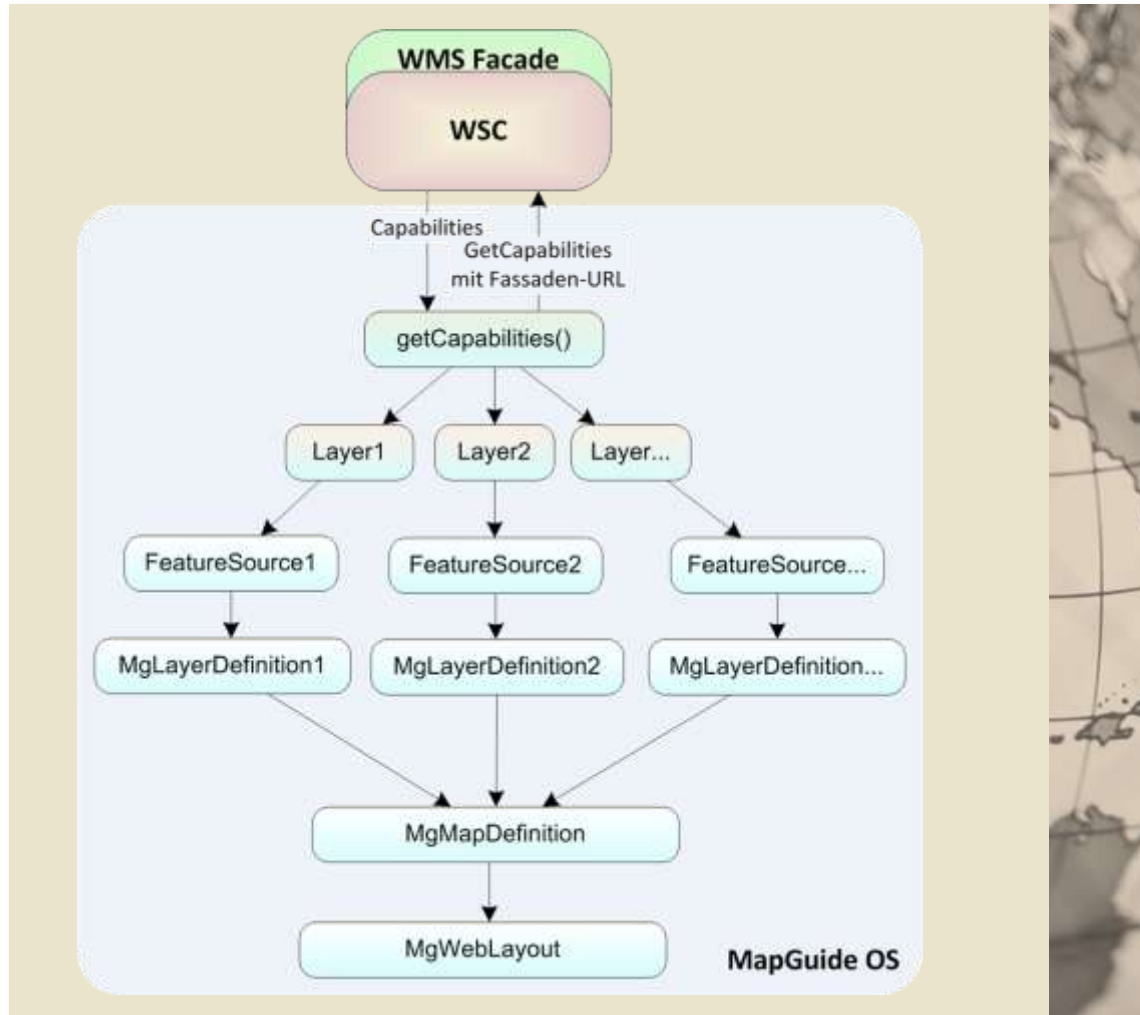 WMS Facade
WSC
Capabilities
GetCapabilities
mit Fassaden-URL
getCapabilities()
Layer1
Layer2
Layer...
FeatureSource1
FeatureSource2
FeatureSource...
MgLayerDefinition1
MgLayerDefinition2
MgLayerDefinition...
MgMapDefinition
MgWebLayout
MapGuide OS